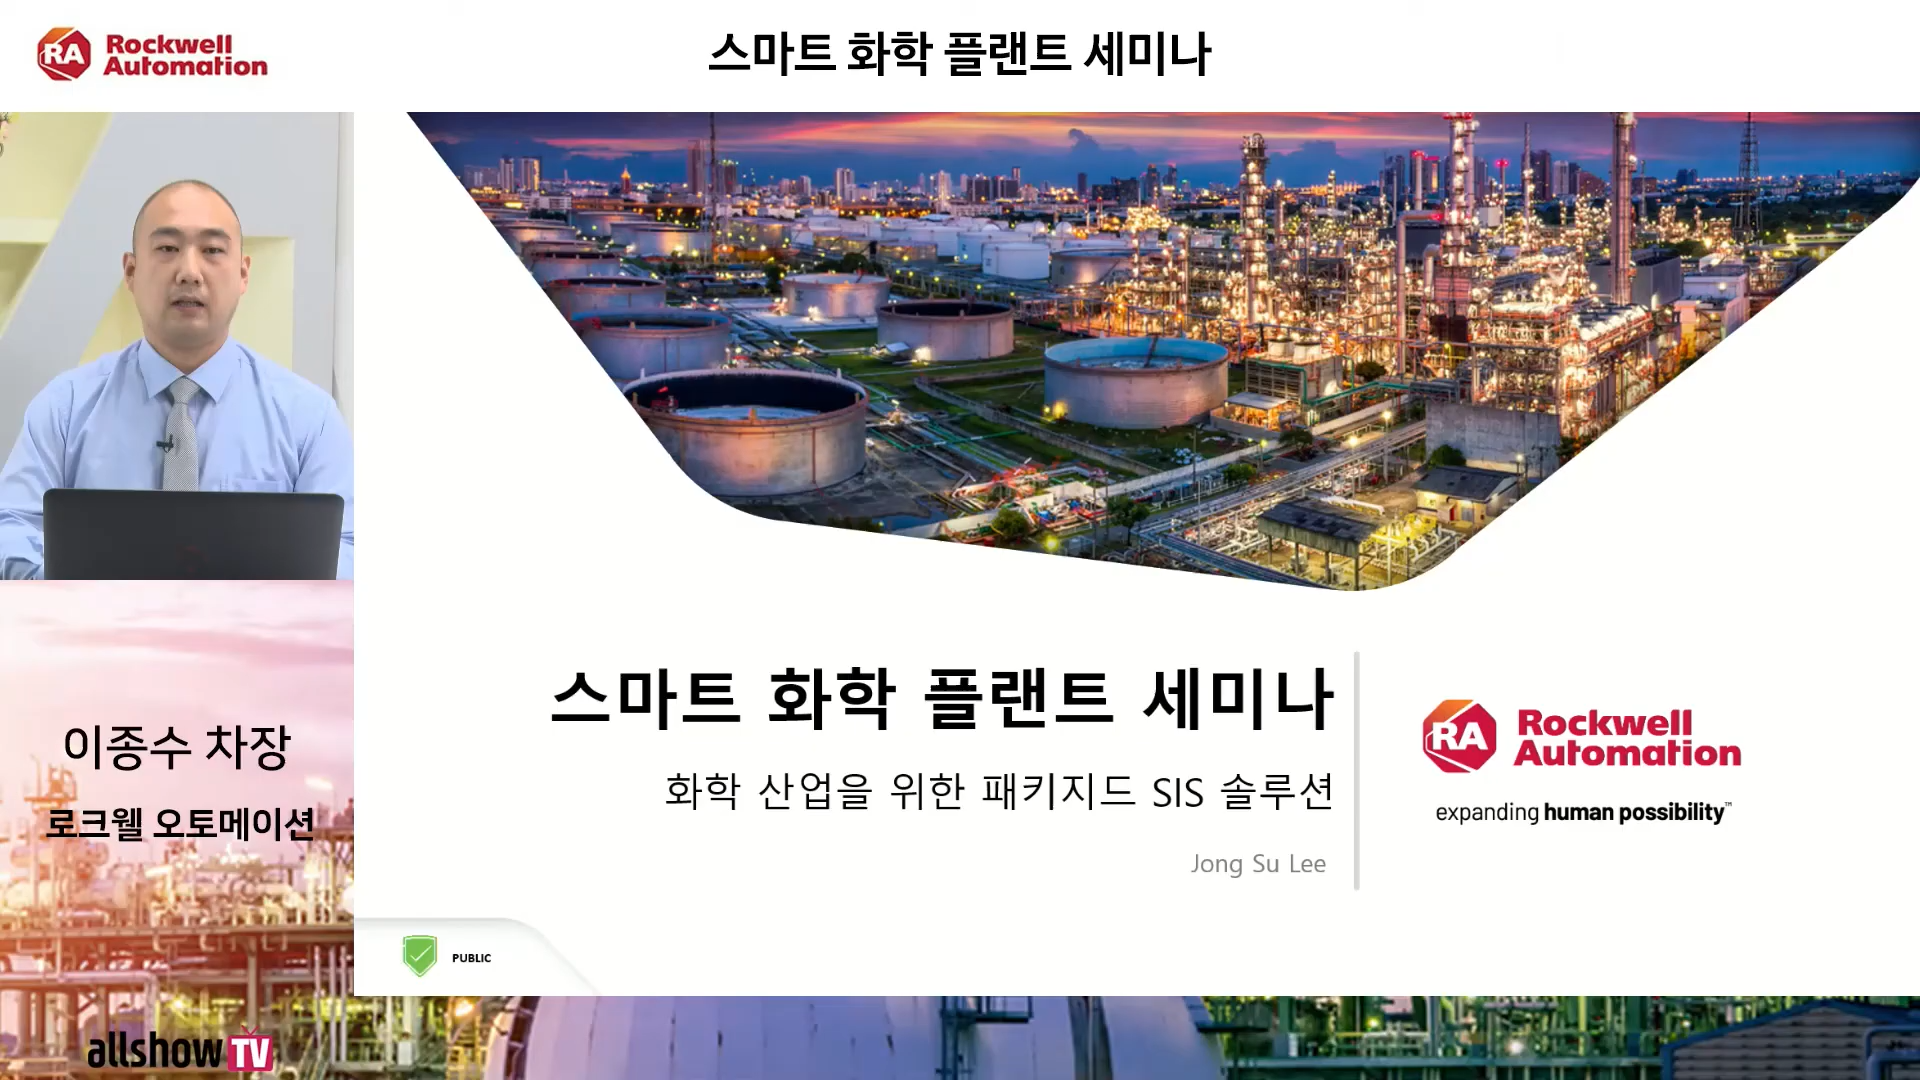 Rockwell
Automation
스마트 화학 플랜트 세미나
이종수 차장
로크웰 오토메이션
스마트 화학 플랜트 세미나
화학 산업을 위한 패키지드 SIS 솔루션
Jong Su Lee
RA Rockwell
Automation
expanding human possibility™
PUBLIC
allshow TV